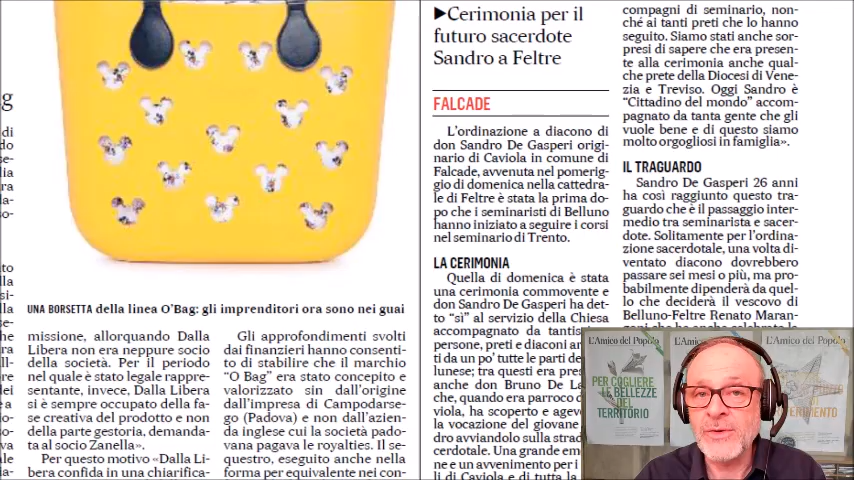 UNA BORSETTA della linea O'Bag: gli imprenditori ora sono nei guai
missione, allorquando Dalla
Libera non era neppure socio
della società. Per il periodo
nel quale è stato legale rappre-
sentante, invece, Dalla Libera
si è sempre occupato della fa-
se creativa del prodotto e non
della parte gestoria, demanda-
ta al socio Zanella».
Per questo motivo «Dalla Li-
bera confida in una chiarifica-
Gli approfondimenti svolti
dai finanzieri hanno consenti-
to di stabilire che il marchio
“O Bag” era stato concepito e
valorizzato sin dall'origine
dall'impresa di Campodarse-
go (Padova) e non dall'azien-
da inglese cui la società pado-
vana pagava le royalties. Il se-
questro, eseguito anche nella
forma per equivalente nei con-
▶Cerimonia per il
futuro sacerdote
Sandro a Feltre
FALCADE
L'ordinazione a diacono di
don Sandro De Gasperi origi-
nario di Caviola in comune di
Falcade, avvenuta nel pomerig-
gio di domenica nella cattedra-
le di Feltre è stata la prima do-
po che i seminaristi di Belluno
hanno iniziato a seguire i corsi
nel seminario di Trento.
LA CERIMONIA
Quella di domenica è stata
una cerimonia commovente e
don Sandro De Gasperi ha det-
to “sì” al servizio della Chiesa
accompagnato da
persone, preti e diaconi
ti da un po' tutte le parti
lunese; tra questi era
anche don Bruno De
che, quando era parroco
viola, ha scoperto e
la vocazione del giovane
dro avviandolo sulla
cerdotale. Una grande
ne e un avvenimento per i
li di Caviola e di tutta la
compagni di seminario, non-
ché ai tanti preti che lo hanno
seguito. Siamo stati anche sor-
presi di sapere che era presen-
te alla cerimonia anche qual-
che prete della Diocesi di Vene-
zia e Treviso. Oggi Sandro è
“Cittadino del mondo” accom-
pagnato da tanta gente che gli
vuole bene e di questo siamo
molto orgogliosi in famiglia».
IL TRAGUARDO
Sandro De Gasperi 26 anni
ha così raggiunto questo tra-
guardo che è il passaggio inter-
medio tra seminarista e sacer-
dote. Solitamente per l'ordina-
zione sacerdotale, una volta di-
ventato diacono dovrebbero
passare sei mesi o più, ma pro-
babilmente dipenderà da quel-
lo che deciderà il vescovo di
Belluno-Feltre Renato Maran-
L'Amico del Popolo
PER COGLIERE
LE BELLEZZE
DEL
TERRITORIO